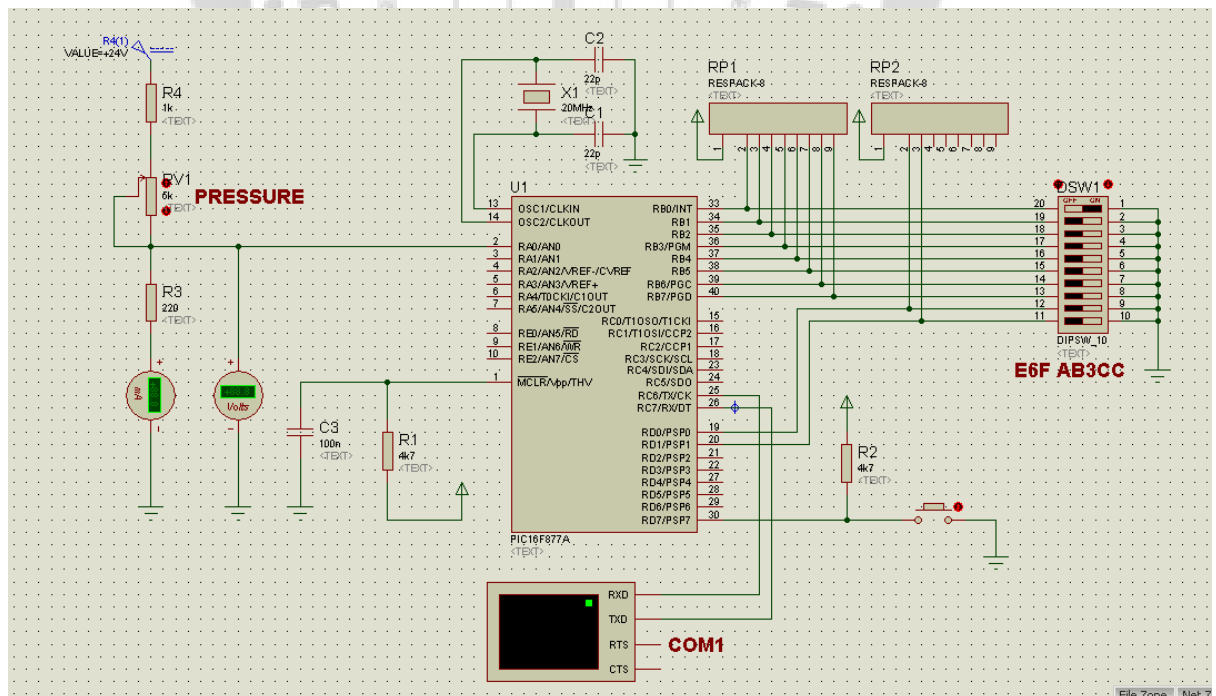 R4(1)
VALUE=+24V
R4
1k
<TEXT>
RV1
5k
<TEXT>
PRESSURE
R3
220
<TEXT>
mA
Volts
C2
22p
<TEXT>
X1
20MHz
<TEXT>
C1
22p
<TEXT>
C3
100n
<TEXT>
R1
4k7
<TEXT>
U1
13 OSC1/CLKIN
14 OSC2/CLKOUT
2 RA0/AN0
3 RA1/AN1
4 RA2/AN2/VREF-/CVREF
5 RA3/AN3/VREF+
6 RA4/T0CKI/C1OUT
7 RA5/AN4/SS/C2OUT
8 RE0/AN5/RD
9 RE1/AN6/WR
10 RE2/AN7/CS
1 MCLR/Vpp/THV
RB0/INT 33
RB1 34
RB2 35
RB3/PGM 36
RB4 37
RB5 38
RB6/PGC 39
RB7/PGD 40
RC0/T1OSO/T1CKI 15
RC1/T1OSI/CCP2 16
RC2/CCP1 17
RC3/SCK/SCL 18
RC4/SDI/SDA 23
RC5/SDO 24
RC6/TX/CK 25
RC7/RX/DT 26
RD0/PSP0 19
RD1/PSP1 20
RD2/PSP2 21
RD3/PSP3 22
RD4/PSP4 27
RD5/PSP5 28
RD6/PSP6 29
RD7/PSP7 30
PIC16F877A
<TEXT>
RP1
RESPACK-8
<TEXT>
1 2 3 4 5 6 7 8 9
RP2
RESPACK-8
<TEXT>
1 2 3 4 5 6 7 8 9
DSW1
OFF ON
20 1
19 2
18 3
17 4
16 5
15 6
14 7
13 8
12 9
11 10
DIPSW_10
<TEXT>
E6F AB3CC
R2
4k7
<TEXT>
RXD
TXD
RTS
CTS
COM1
File Zone